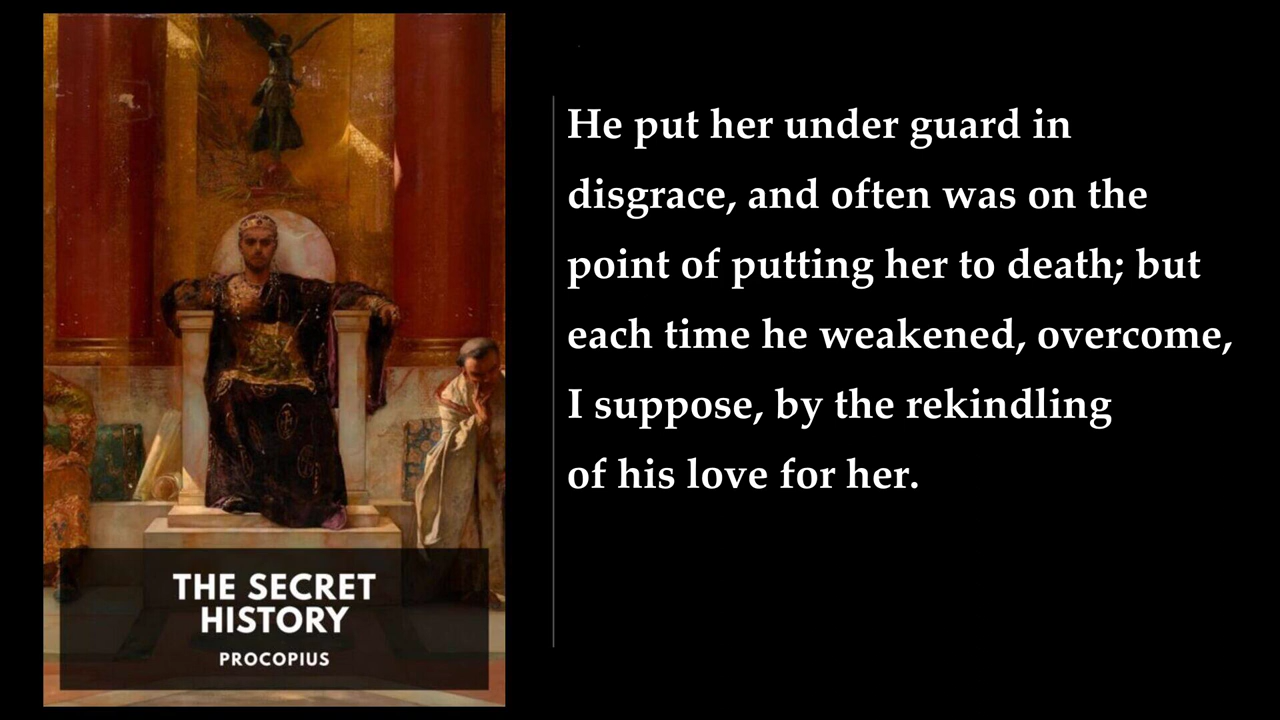 THE SECRET
HISTORY
PROCOPIUS
He put her under guard in
disgrace, and often was on the
point of putting her to death; but
each time he weakened, overcome,
I suppose, by the rekindling
of his love for her.